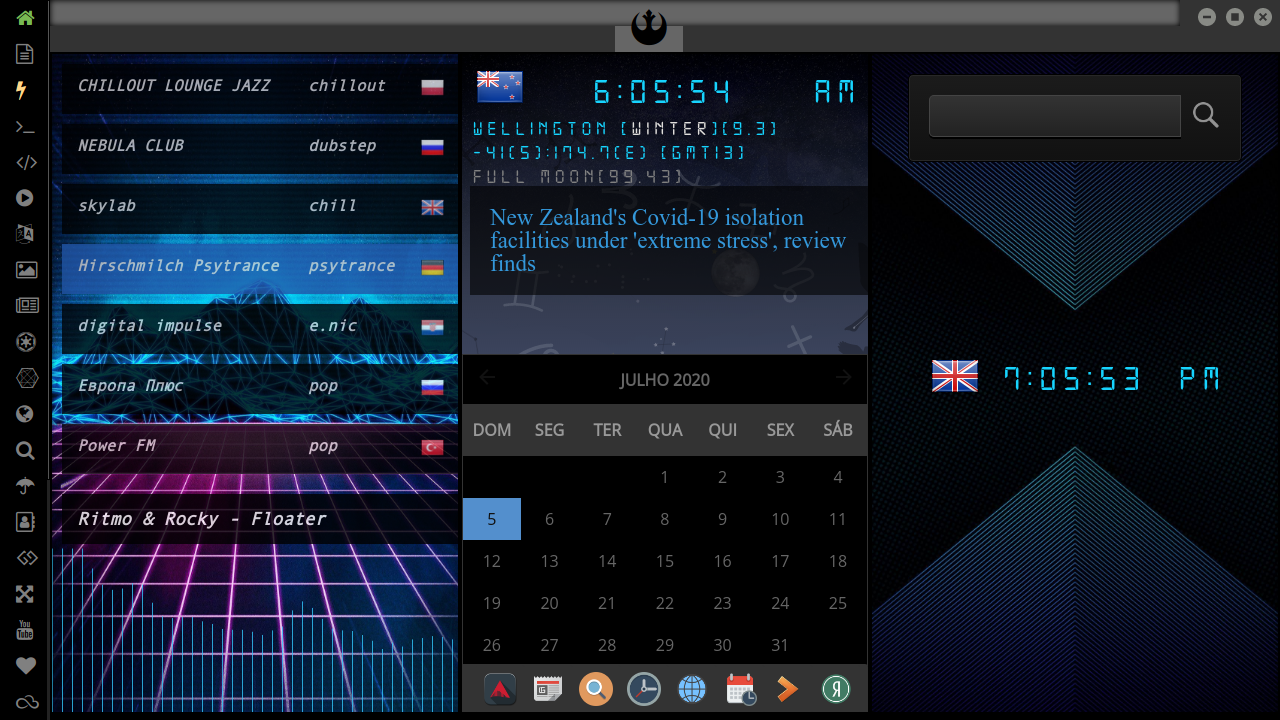 CHILLOUT LOUNGE JAZZ chillout
NEBULA CLUB dubstep
skylab chill
Hirschmilch Psytrance psytrance
digital impulse e.nic
Европа Плюс pop
Power FM pop
Ritmo & Rocky - Floater
6:05:54 AM
WELLINGTON [WINTER][9.3]
-41(S):174.7(E) [GMT13]
FULL MOON[99.43]
New Zealand's Covid-19 isolation
facilities under 'extreme stress', review
finds
JULHO 2020
DOM SEG TER QUA QUI SEX SÁB
1 2 3 4
5 6 7 8 9 10 11
12 13 14 15 16 17 18
19 20 21 22 23 24 25
26 27 28 29 30 31
7:05:53 PM
You
Tube
Я